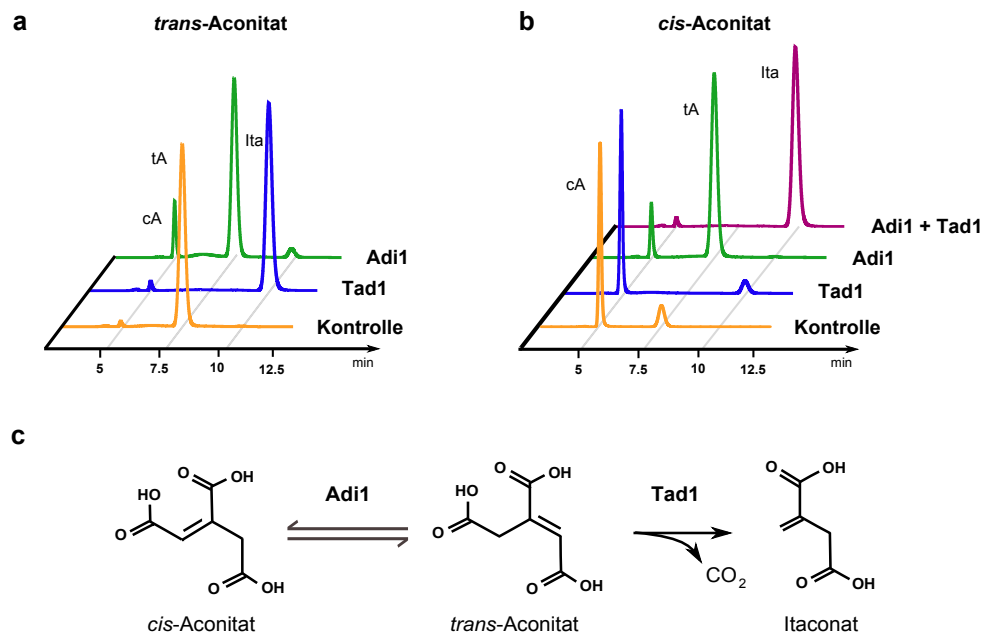 a
trans-Aconitat
tA
Ita
cA
Adi1
Tad1
Kontrolle
5
7.5
10
12.5
min
b
cis-Aconitat
Ita
tA
cA
Adi1 + Tad1
Adi1
Tad1
Kontrolle
5
7.5
10
12.5
min
c
O
OH
HO
O
O
OH
cis-Aconitat
Adi1
O
OH
HO
O
O
OH
trans-Aconitat
Tad1
CO2
O
OH
O
OH
Itaconat